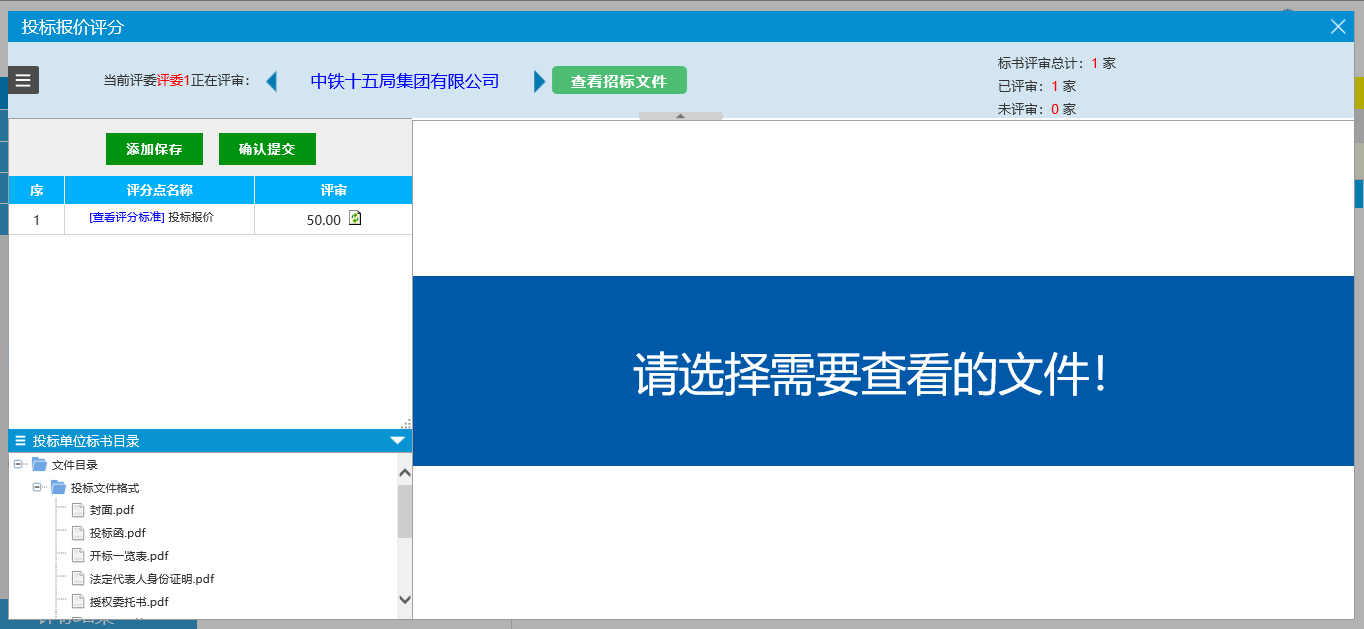 投标报价评分
当前评委评委1正在评审:
中铁十五局集团有限公司
查看招标文件
标书评审总计: 1 家
已评审: 1 家
未评审: 0 家
添加保存
确认提交
序
评分点名称
评审
1
[查看评分标准] 投标报价
50.00
请选择需要查看的文件!
投标单位标书目录
文件目录
投标文件格式
封面.pdf
投标函.pdf
开标一览表.pdf
法定代表人身份证明.pdf
授权委托书.pdf